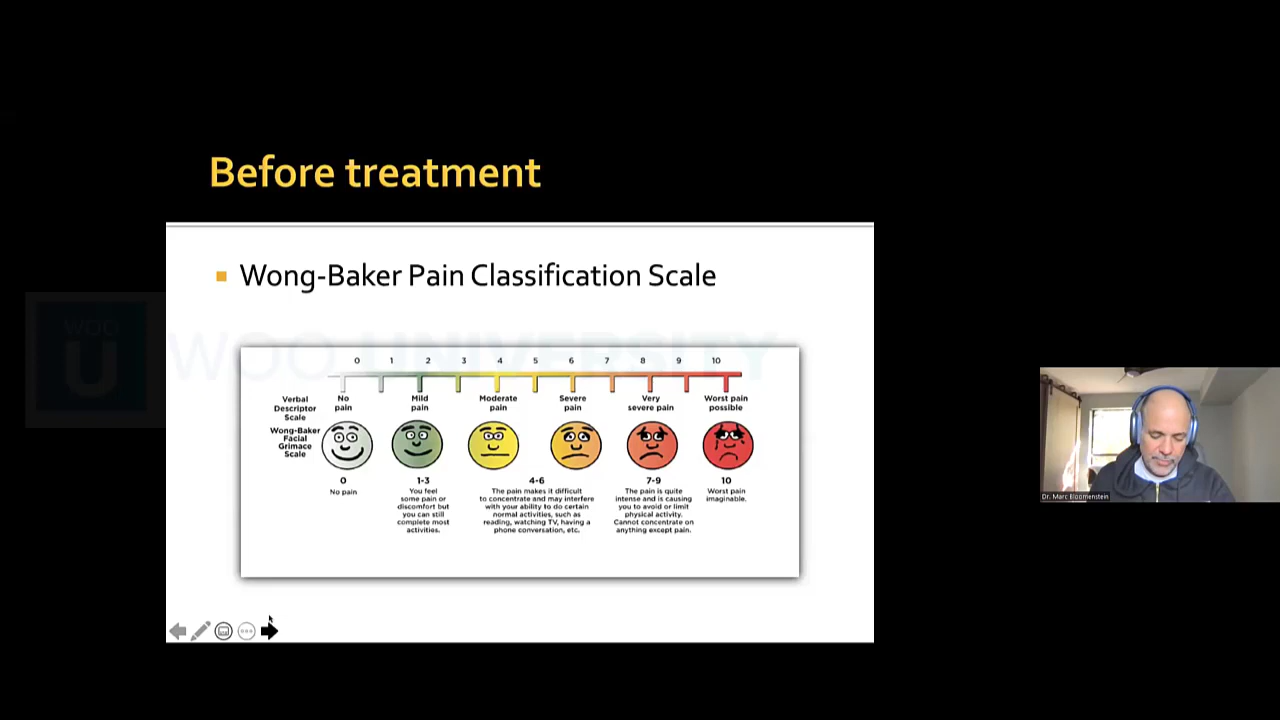 Before treatment
Wong-Baker Pain Classification Scale
WOO
U
WOO UNIVERSITY
0 1 2 3 4 5 6 7 8 9 10
Verbal
Descriptor
Scale
No
pain
Mild
pain
Moderate
pain
Severe
pain
Very
severe pain
Worst pain
possible
Wong-Baker
Facial
Grimace
Scale
0
No pain
1-3
You feel
some pain or
discomfort but
you can still
complete most
activities.
4-6
The pain makes it difficult
to concentrate and may interfere
with your ability to do certain
normal activities, such as
reading, watching TV, having a
phone conversation, etc.
7-9
The pain is quite
intense and is causing
you to avoid or limit
physical activity.
Cannot concentrate on
anything except pain.
10
Worst pain
imaginable.
Dr. Marc Bloomenstein